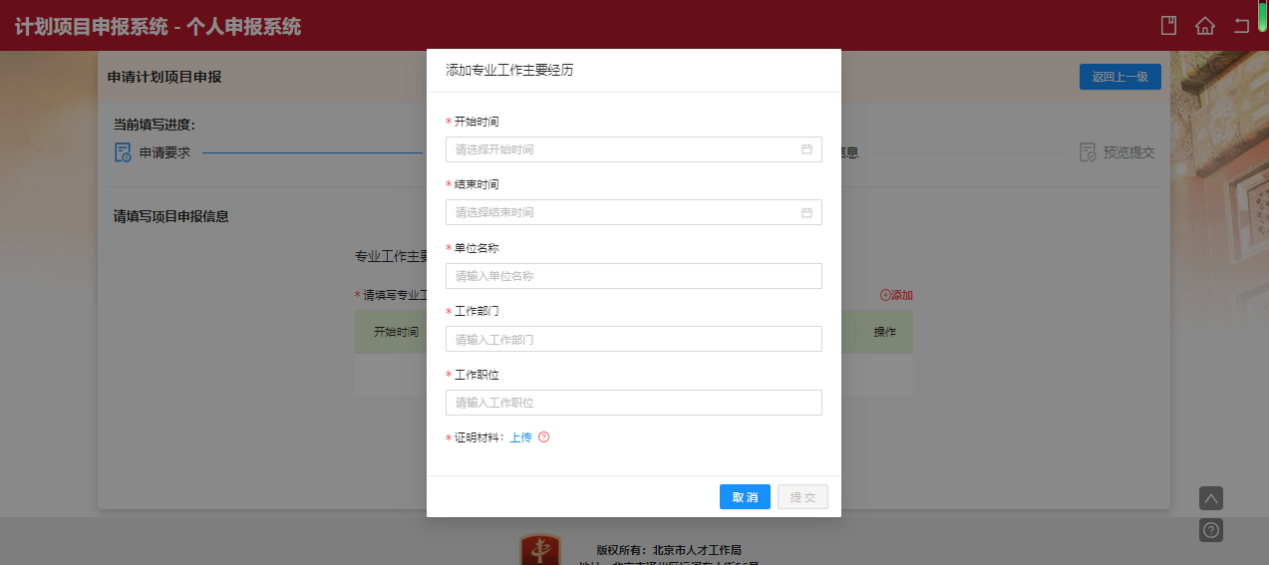 计划项目申报系统 - 个人申报系统
申请计划项目申报
返回上一级
当前填写进度:
申请要求
息
预览提交
请填写项目申报信息
专业工作主要
* 请填写专业工
添加
开始时间
操作
添加专业工作主要经历
* 开始时间
请选择开始时间
* 结束时间
请选择结束时间
* 单位名称
请输入单位名称
* 工作部门
请输入工作部门
* 工作职位
请输入工作职位
* 证明材料: 上传
取消
提交
版权所有: 北京市人才工作局